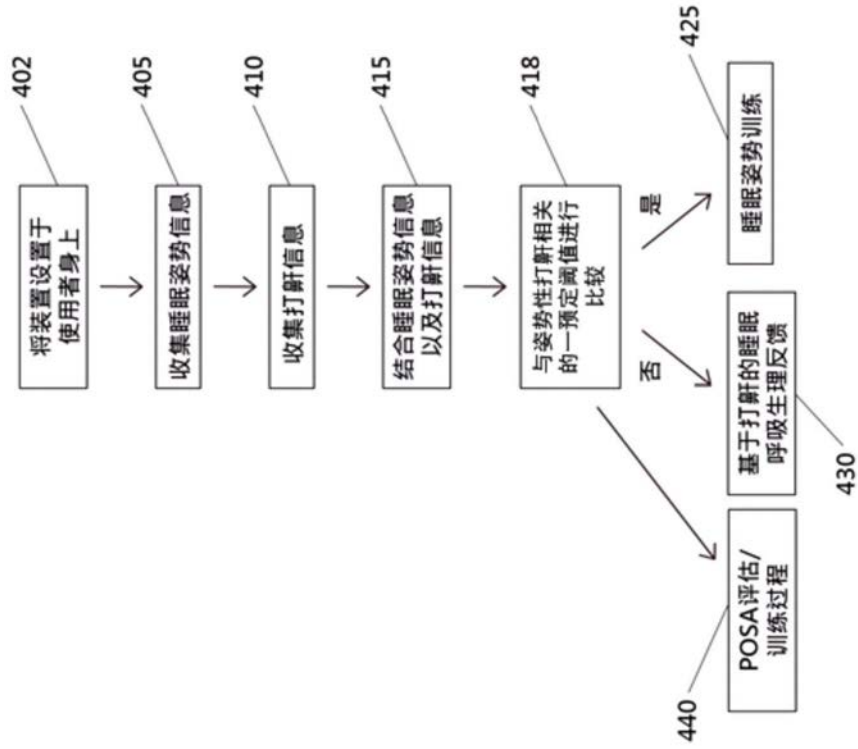 402
将装置设置于
使用者身上
405
收集睡眠姿势信息
410
收集打鼾信息
415
结合睡眠姿势信息
以及打鼾信息
418
与姿势性打鼾相关
的一预定阈值进行
比较
是
否
425
睡眠姿势训练
基于打鼾的睡眠
呼吸生理反馈
430
POSA评估/
训练过程
440